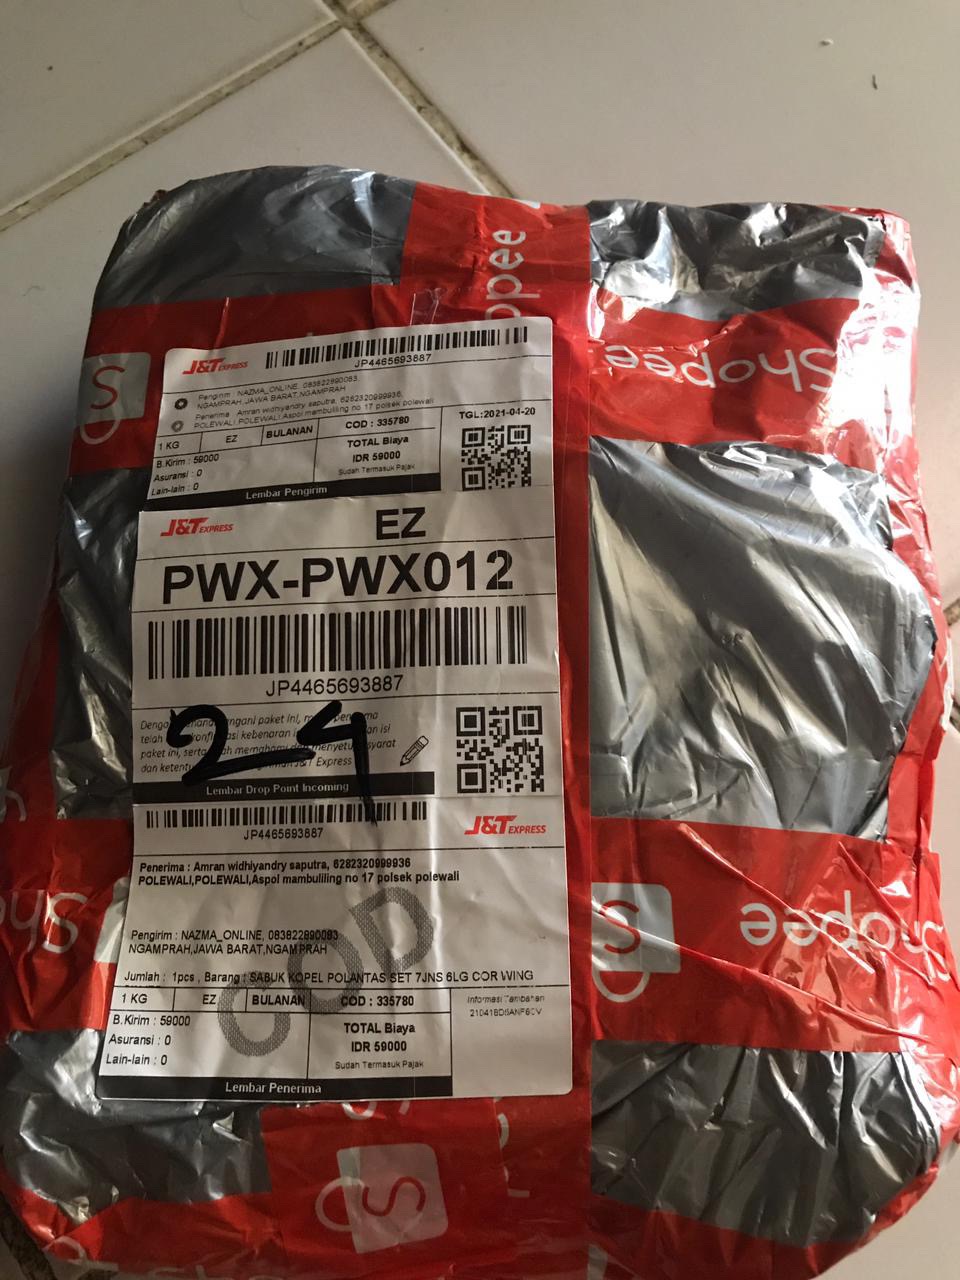 Shopee
Shopee
J&T EXPRESS
JP4465693887
Pengirim : NAZMA_ONLINE, 083822890083
NGAMPRAH,JAWA BARAT,NGAMPRAH
Penerima : Amran widhiyandry saputra, 6282320999936,
POLEWALI,POLEWALI,Aspol mambuliling no 17 polsek polewali
TGL:2021-04-20
1 KG EZ BULANAN COD : 335780
B.Kirim : 59000
Asuransi : 0
Lain-lain : 0
TOTAL Biaya
IDR 59000
Sudah Termasuk Pajak
Lembar Pengirim
J&T EXPRESS
EZ
PWX-PWX012
JP4465693887
telah
paket ini,
dan
J&T Express
Lembar Drop Point Incoming
JP4465693887
J&T EXPRESS
Penerima : Amran widhiyandry saputra, 6282320999936
POLEWALI,POLEWALI,Aspol mambuliling no 17 polsek polewali
Pengirim : NAZMA_ONLINE, 083822890083
NGAMPRAH,JAWA BARAT,NGAMPRAH
COD
Jumlah : 1pcs , Barang : SABUK KOPEL POLANTAS SET 7JNS 6LG COR WING
1 KG EZ BULANAN COD : 335780
Informasi Tambahan
B.Kirim : 59000
Asuransi : 0
Lain-lain : 0
TOTAL Biaya
IDR 59000
Sudah Termasuk Pajak
Lembar Penerima
Shopee